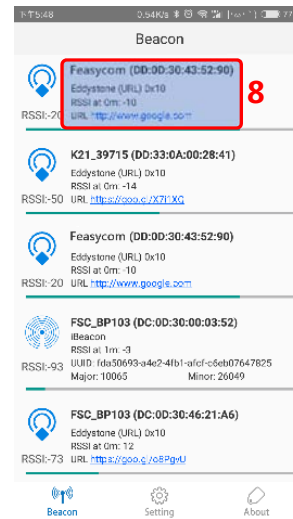 下午5:48 0.54K/s 77
Beacon
Feasycom (DD:0D:30:43:52:90)
Eddystone (URL) 0x10
RSSI at 0m: -10
RSSI:-20 URL http://www.google.com
8
K21_39715 (DD:33:0A:00:28:41)
Eddystone (URL) 0x10
RSSI at 0m: -14
RSSI:-50 URL https://goo.g/X7i1XQ
Feasycom (DD:0D:30:43:52:90)
Eddystone (URL) 0x10
RSSI at 0m: -10
RSSI:-20 URL http://www.google.com
FSC_BP103 (DC:0D:30:00:03:52)
iBeacon
RSSI at 1m: -3
RSSI:-93 UUID: fda50693-a4e2-4fb1-afcf-c6eb07647825
Major: 10065 Minor: 26049
FSC_BP103 (DC:0D:30:46:21:A6)
Eddystone (URL) 0x10
RSSI at 0m: 12
RSSI:-73 URL https://goo.g/o8PgvU
Beacon Setting About